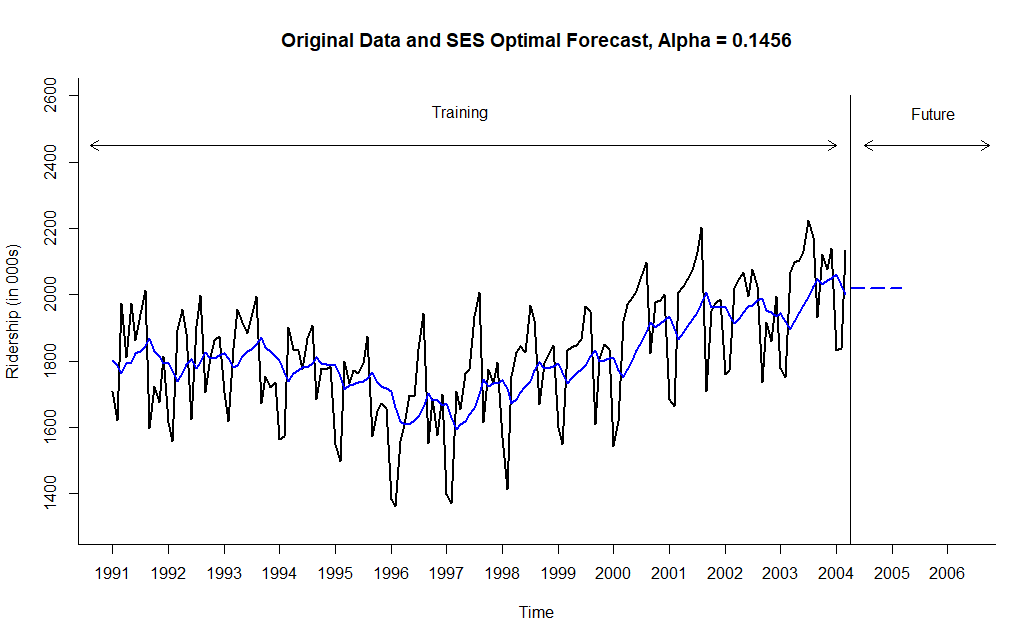 Original Data and SES Optimal Forecast, Alpha = 0.1456
Training
Future
Ridership (in 000s)
2600
2400
2200
2000
1800
1600
1400
1991 1992 1993 1994 1995 1996 1997 1998 1999 2000 2001 2002 2003 2004 2005 2006
Time